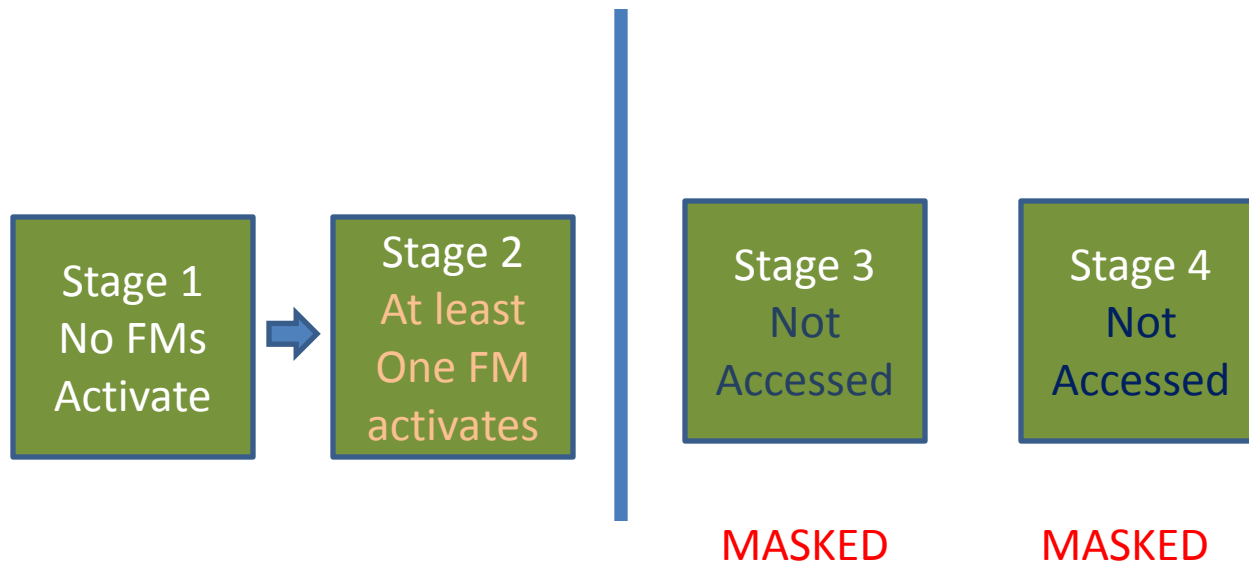 Stage 1
No FMs
Activate
Stage 2
At least
One FM
activates
Stage 3
Not
Accessed
Stage 4
Not
Accessed
MASKED
MASKED